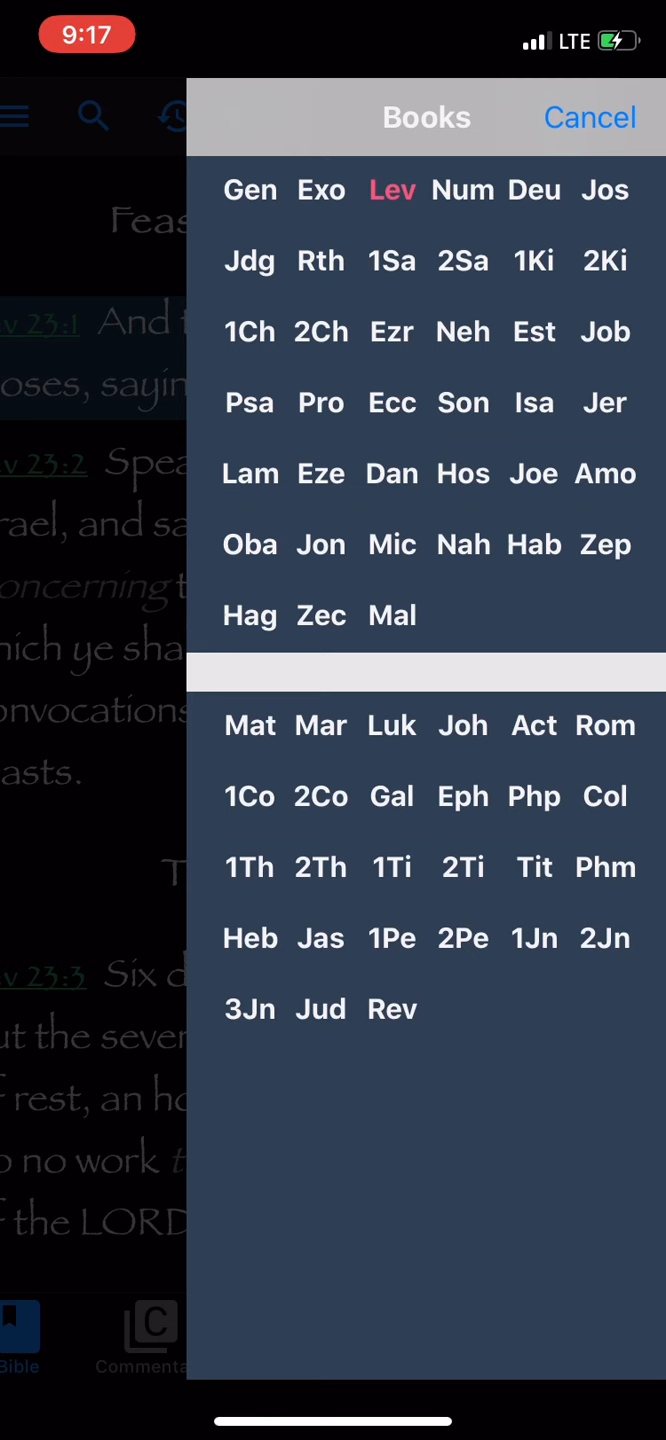 9:17
LTE
Books
Cancel
Gen Exo Lev Num Deu Jos
Jdg Rth 1Sa 2Sa 1Ki 2Ki
1Ch 2Ch Ezr Neh Est Job
Psa Pro Ecc Son Isa Jer
Lam Eze Dan Hos Joe Amo
Oba Jon Mic Nah Hab Zep
Hag Zec Mal
Mat Mar Luk Joh Act Rom
1Co 2Co Gal Eph Php Col
1Th 2Th 1Ti 2Ti Tit Phm
Heb Jas 1Pe 2Pe 1Jn 2Jn
3Jn Jud Rev
Feas
v 23:1 And t
oses, sayin
v 23:2 Spea
rael, and sa
oncerning t
hich ye sha
onvocations
asts.
T
v 23:3 Six d
ut the seven
f rest, an ho
o no work t
f the LORD
Bible
Commenta
C